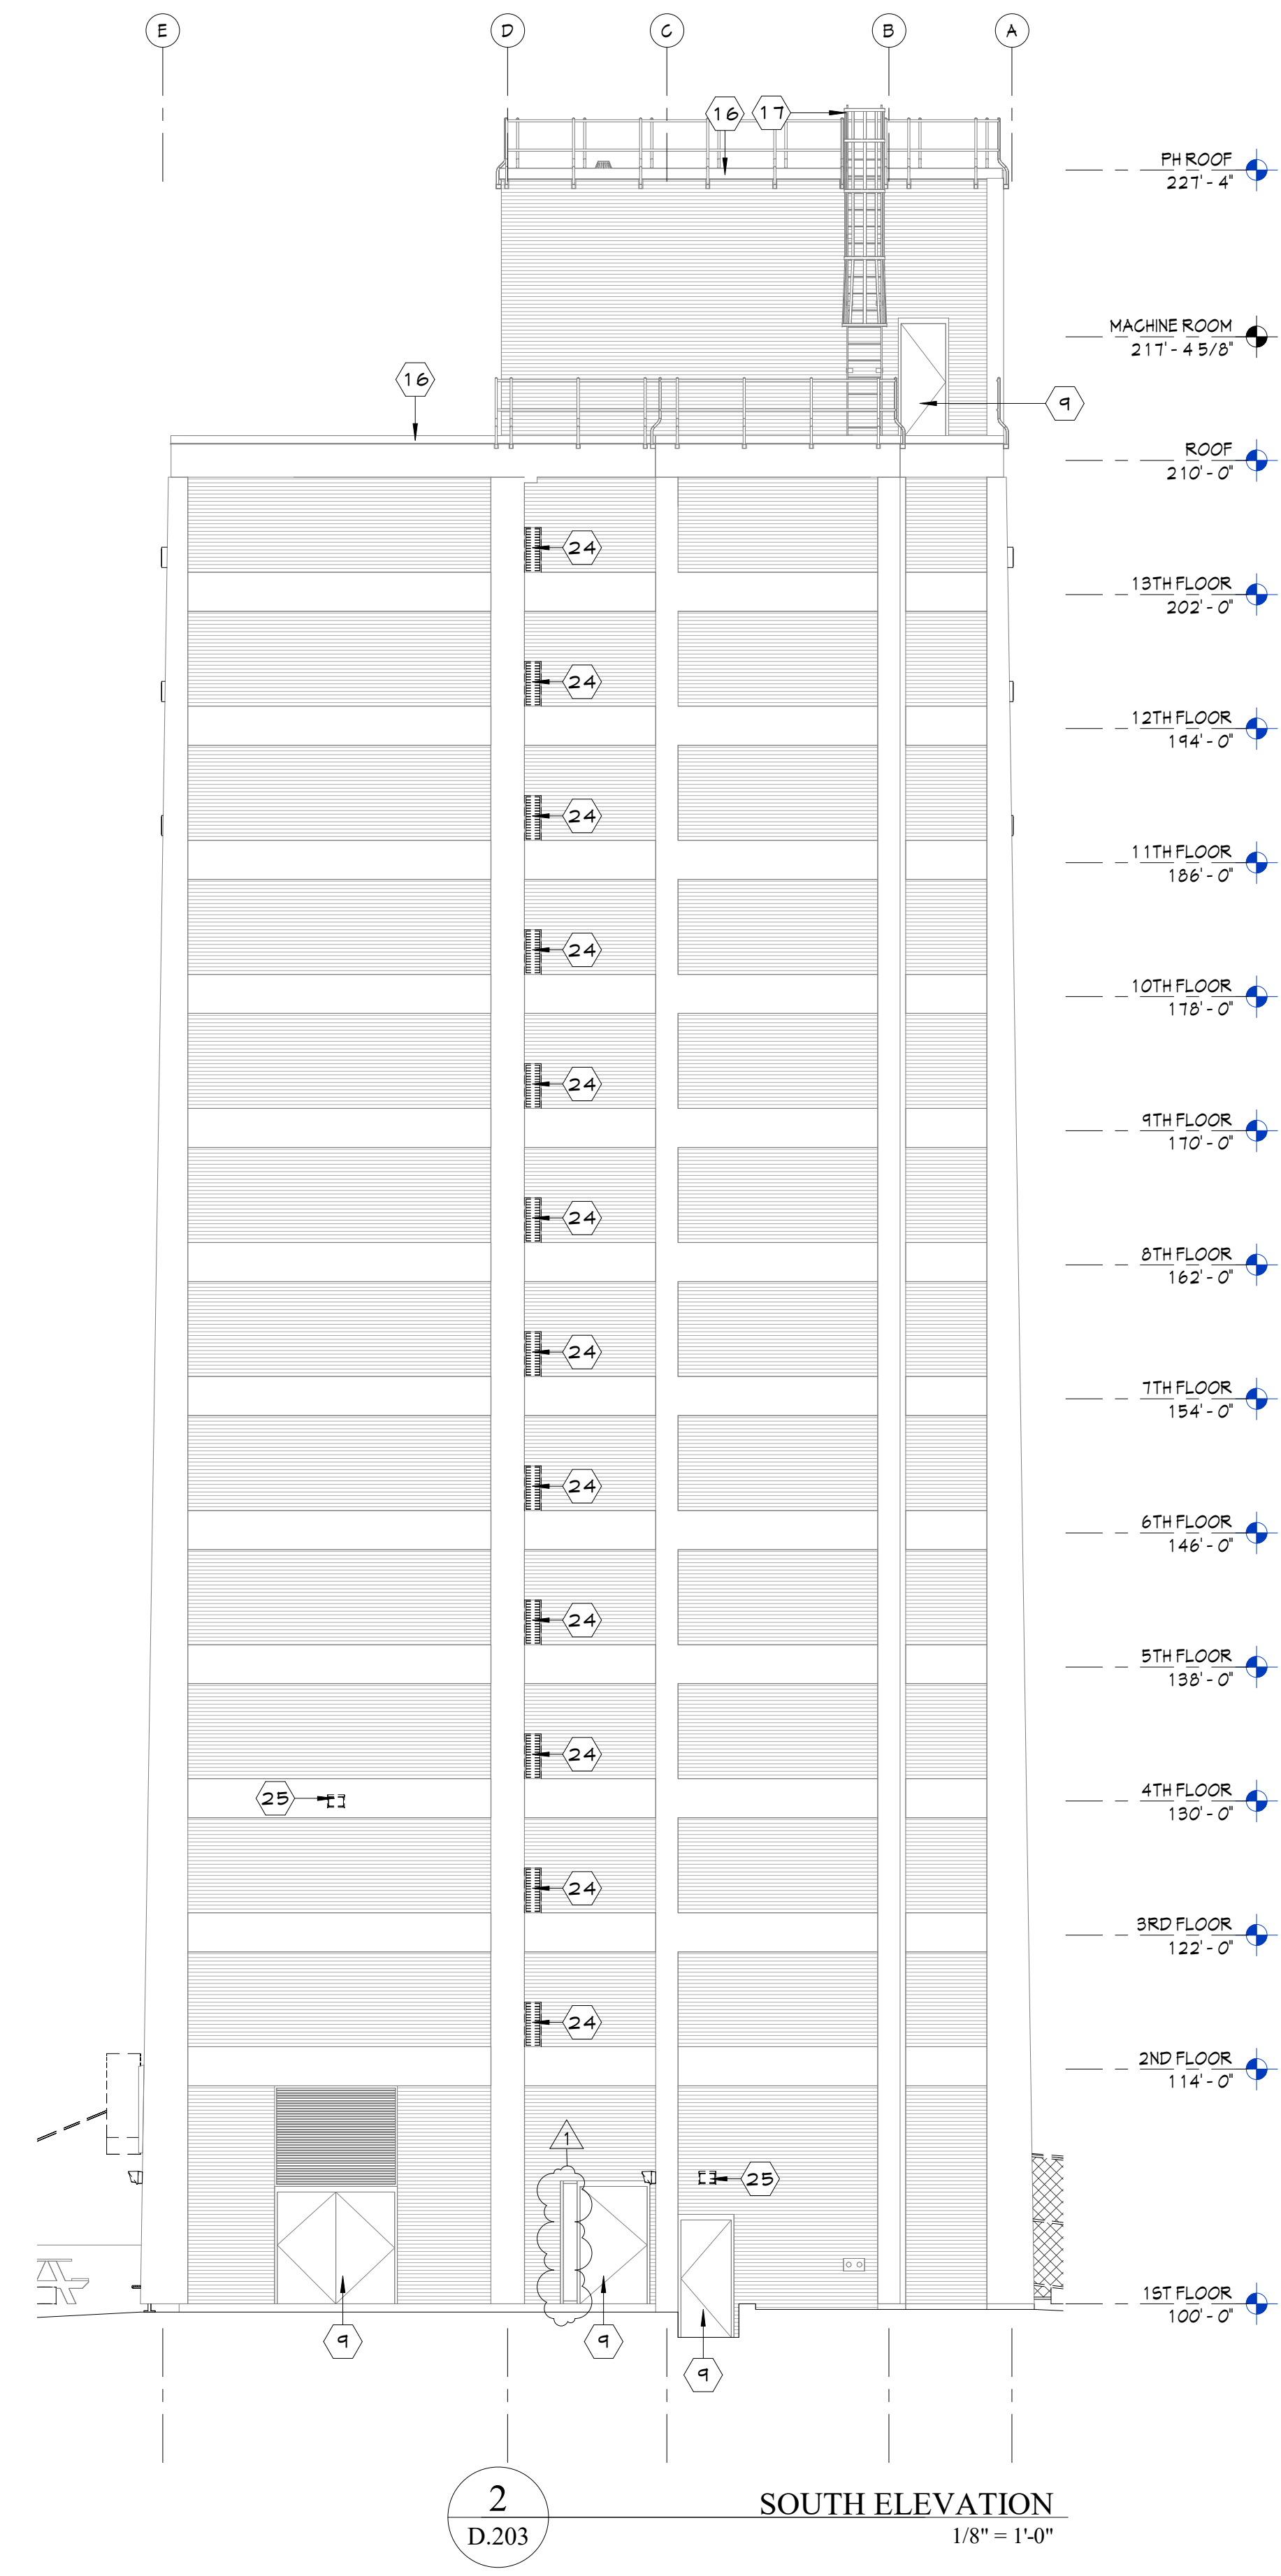 E D C B A
16 17
PH ROOF
227' - 4"
MACHINE ROOM
217' - 4 5/8"
16
9
ROOF
210' - 0"
24
13TH FLOOR
202' - 0"
24
12TH FLOOR
194' - 0"
24
11TH FLOOR
186' - 0"
24
10TH FLOOR
178' - 0"
24
9TH FLOOR
170' - 0"
24
8TH FLOOR
162' - 0"
24
7TH FLOOR
154' - 0"
24
6TH FLOOR
146' - 0"
24
5TH FLOOR
138' - 0"
24
25
4TH FLOOR
130' - 0"
24
3RD FLOOR
122' - 0"
24
2ND FLOOR
114' - 0"
1
25
1ST FLOOR
100' - 0"
9 9
9
2
D.203
SOUTH ELEVATION
1/8" = 1'-0"